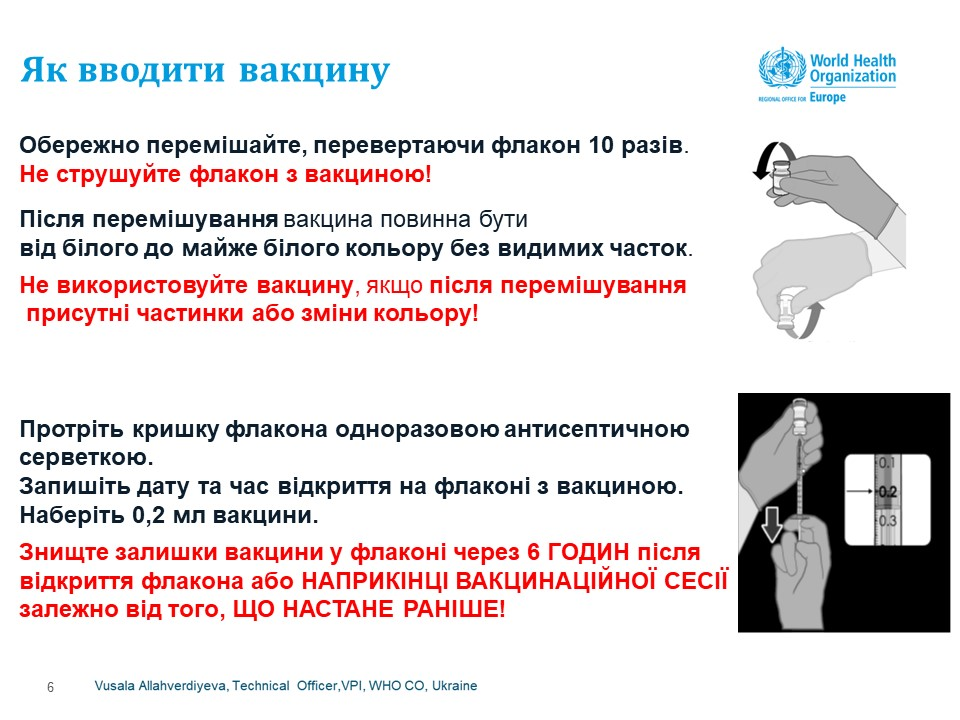 Як вводити вакцину
World Health
Organization
REGIONAL OFFICE FOR Europe
Обережно перемішайте, перевертаючи флакон 10 разів.
Не струшуйте флакон з вакциною!
Після перемішування вакцина повинна бути
від білого до майже білого кольору без видимих часток.
Не використовуйте вакцину, якщо після перемішування
присутні частинки або зміни кольору!
Протріть кришку флакона одноразовою антисептичною
серветкою.
Запишіть дату та час відкриття на флаконі з вакциною.
Наберіть 0,2 мл вакцини.
Знищте залишки вакцини у флаконі через 6 ГОДИН після
відкриття флакона або НАПРИКІНЦІ ВАКЦИНАЦІЙНОЇ СЕСІЇ
залежно від того, ЩО НАСТАНЕ РАНІШЕ!
0.1
0.2
0.3
6
Vusala Allahverdiyeva, Technical Officer,VPI, WHO CO, Ukraine